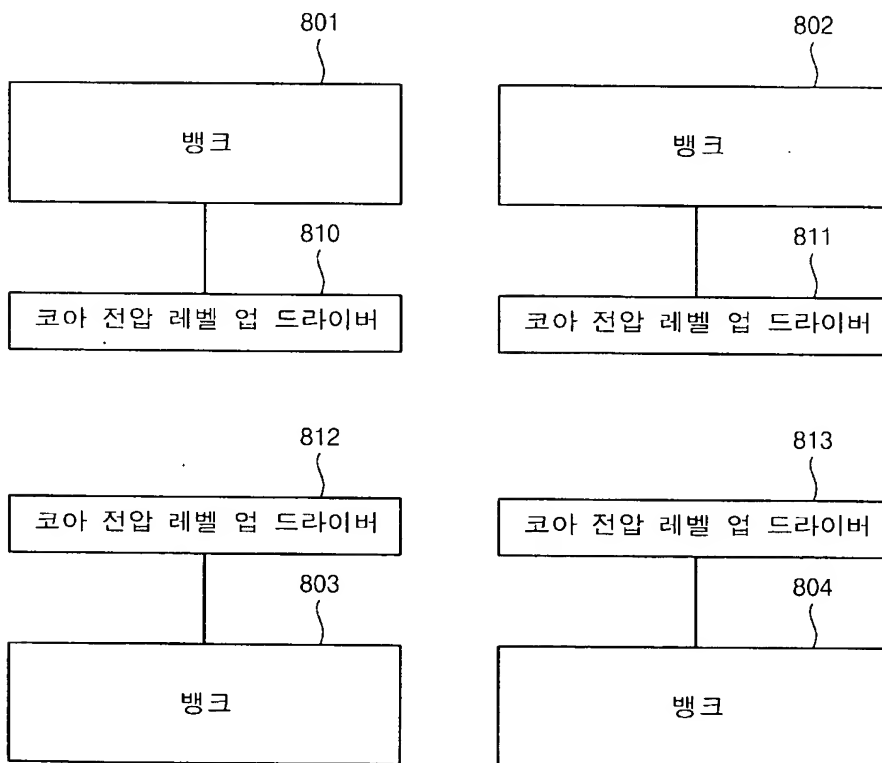 801
802
뱅크
뱅크
810
811
코아 전압 레벨 업 드라이버
코아 전압 레벨 업 드라이버
812
813
코아 전압 레벨 업 드라이버
코아 전압 레벨 업 드라이버
803
804
뱅크
뱅크